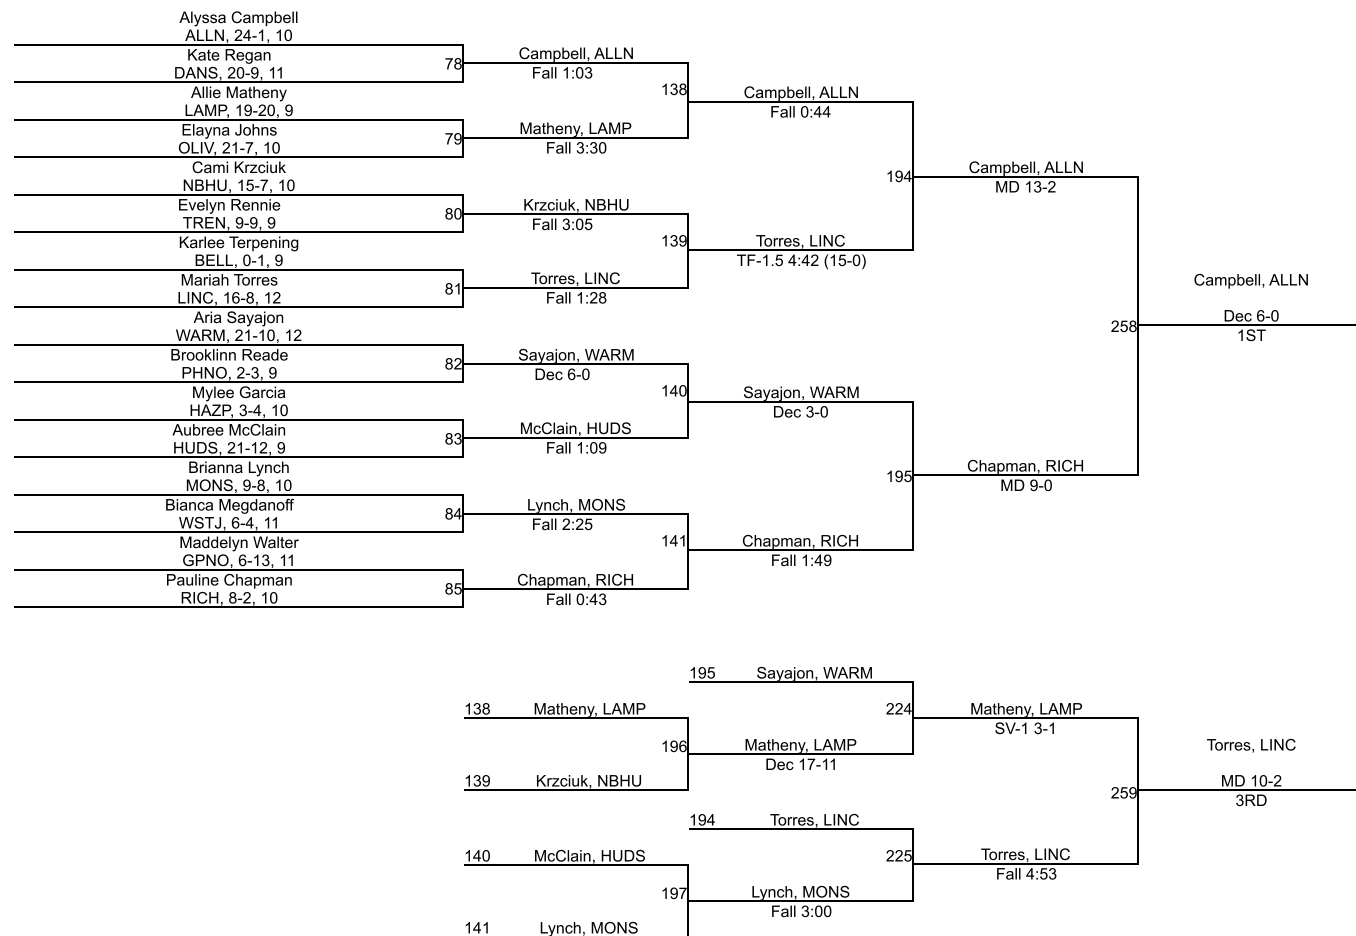 Alyssa Campbell
ALLN, 24-1, 10
Kate Regan
DANS, 20-9, 11
Allie Matheny
LAMP, 19-20, 9
Elayna Johns
OLIV, 21-7, 10
Cami Krzciuk
NBHU, 15-7, 10
Evelyn Rennie
TREN, 9-9, 9
Karlee Terpening
BELL, 0-1, 9
Mariah Torres
LINC, 16-8, 12
Aria Sayajon
WARM, 21-10, 12
Brooklinn Reade
PHNO, 2-3, 9
Mylee Garcia
HAZP, 3-4, 10
Aubree McClain
HUDS, 21-12, 9
Brianna Lynch
MONS, 9-8, 10
Bianca Megdanoff
WSTJ, 6-4, 11
Maddelyn Walter
GPNO, 6-13, 11
Pauline Chapman
RICH, 8-2, 10
78
Campbell, ALLN
Fall 1:03
79
Matheny, LAMP
Fall 3:30
80
Krzciuk, NBHU
Fall 3:05
81
Torres, LINC
Fall 1:28
82
Sayajon, WARM
Dec 6-0
83
McClain, HUDS
Fall 1:09
84
Lynch, MONS
Fall 2:25
85
Chapman, RICH
Fall 0:43
138
Campbell, ALLN
Fall 0:44
139
Torres, LINC
TF-1.5 4:42 (15-0)
140
Sayajon, WARM
Dec 3-0
141
Chapman, RICH
Fall 1:49
194
Campbell, ALLN
MD 13-2
195
Chapman, RICH
MD 9-0
258
Campbell, ALLN
Dec 6-0
1ST
138 Matheny, LAMP
139 Krzciuk, NBHU
140 McClain, HUDS
141 Lynch, MONS
195 Sayajon, WARM
196
Matheny, LAMP
Dec 17-11
194 Torres, LINC
197
Lynch, MONS
Fall 3:00
224
Matheny, LAMP
SV-1 3-1
225
Torres, LINC
Fall 4:53
259
Torres, LINC
MD 10-2
3RD